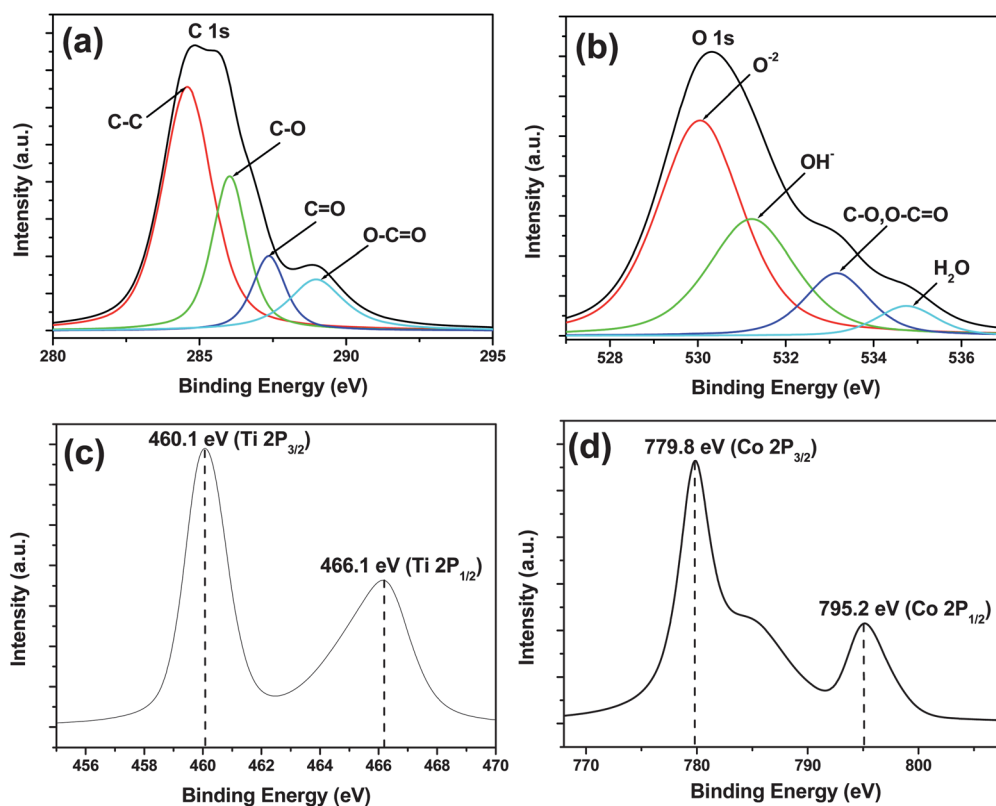 (a)
C 1s
C-C
C-O
C=O
O-C=O
Intensity (a.u.)
280 285 290 295
Binding Energy (eV)
(b)
O 1s
O⁻²
OH⁻
C-O,O-C=O
H₂O
Intensity (a.u.)
528 530 532 534 536
Binding Energy (eV)
(c)
460.1 eV (Ti 2P₃/₂)
466.1 eV (Ti 2P₁/₂)
Intensity (a.u.)
456 458 460 462 464 466 468 470
Binding Energy (eV)
(d)
779.8 eV (Co 2P₃/₂)
795.2 eV (Co 2P₁/₂)
Intensity (a.u.)
770 780 790 800
Binding Energy (eV)